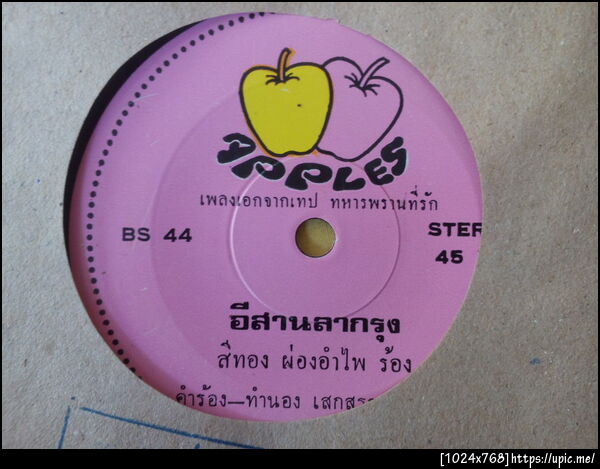 APPLES
เพลงเอกจากเทป ทหารพรานที่รัก
BS 44
STER
45
อีสานลากรุง
สีทอง ผ่องอำไพ ร้อง
คำร้อง—ทำนอง
[1024x768]https://upic.me/